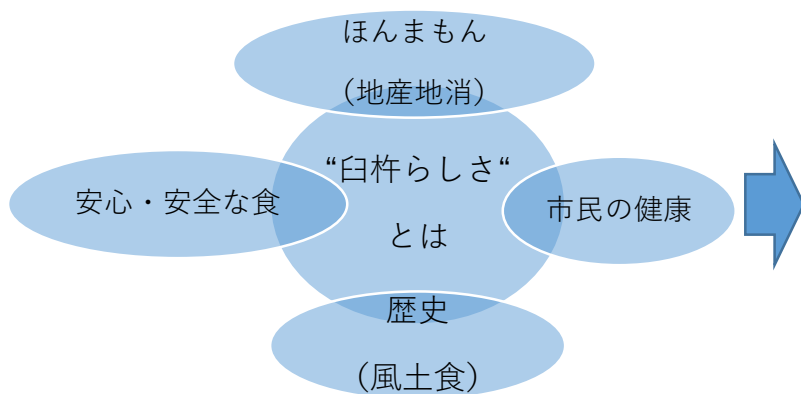 ほんまもん
（地産地消）
“臼杵らしさ“
とは
安心・安全な食
市民の健康
歴史
（風土食）